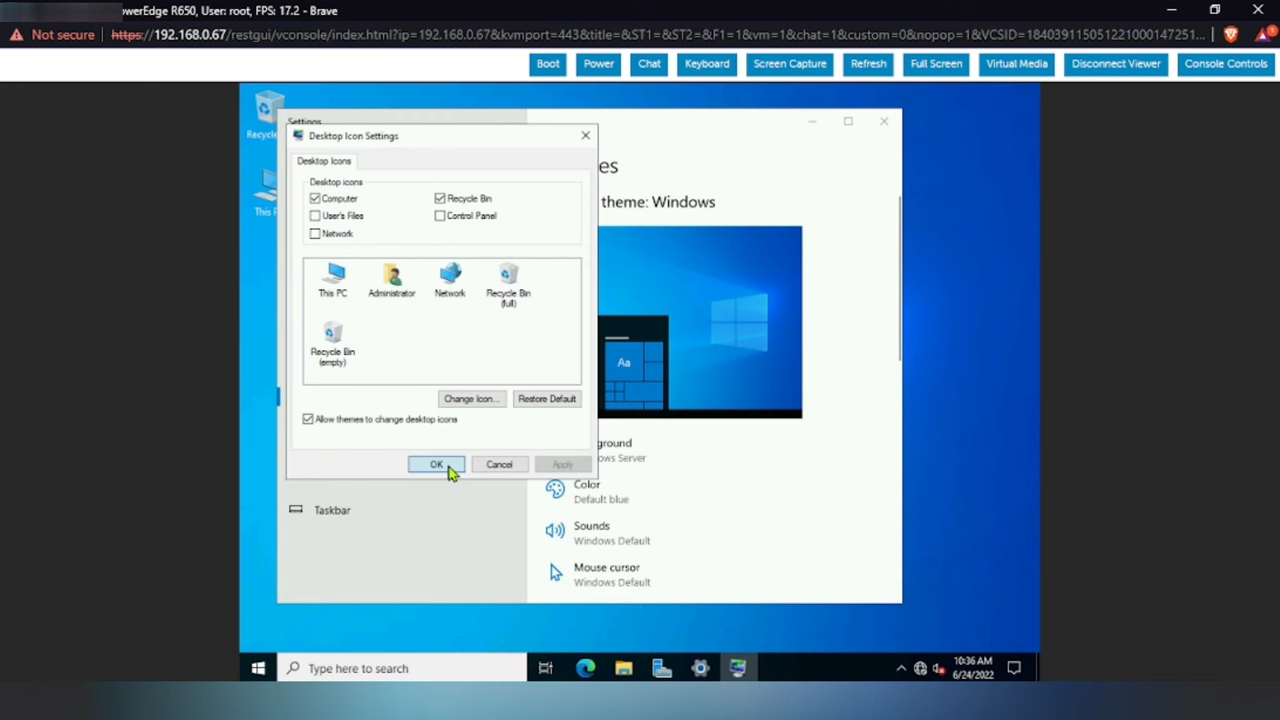 owerEdge R650, User: root, FPS: 17.2 - Brave
Not secure https://192.168.0.67/restgui/vconsole/index.html?ip=192.168.0.67&kvmport=443&title=&ST1=&ST2=&F1=1&vm=1&chat=1&custom=0&nopop=1&VCSID=18403911505122100014725l...
Boot Power Chat Keyboard Screen Capture Refresh Full Screen Virtual Media Disconnect Viewer Console Controls
Recycle
This P
Settings
Desktop Icon Settings
Desktop Icons
Desktop icons
Computer Recycle Bin
User's Files Control Panel
Network
This PC Administrator Network Recycle Bin
(full)
Recycle Bin
(empty)
Change Icon... Restore Default
Allow themes to change desktop icons
OK Cancel Apply
Taskbar
es
theme: Windows
Aa
ground
ows Server
Color
Default blue
Sounds
Windows Default
Mouse cursor
Windows Default
Type here to search
10:36 AM
6/24/2022